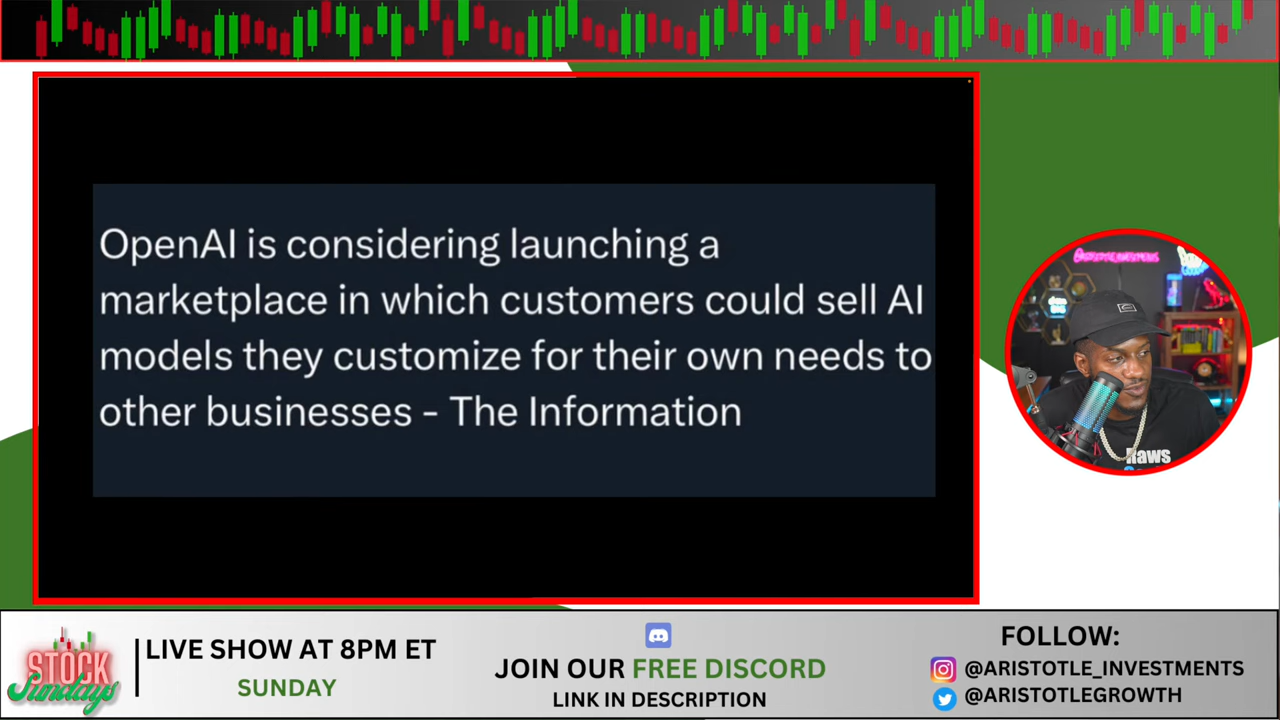 OpenAI is considering launching a
marketplace in which customers could sell AI
models they customize for their own needs to
other businesses - The Information
Raws
STOCK
Sundays
LIVE SHOW AT 8PM ET
SUNDAY
JOIN OUR FREE DISCORD
LINK IN DESCRIPTION
FOLLOW:
@ARISTOTLE_INVESTMENTS
@ARISTOTLEGROWTH